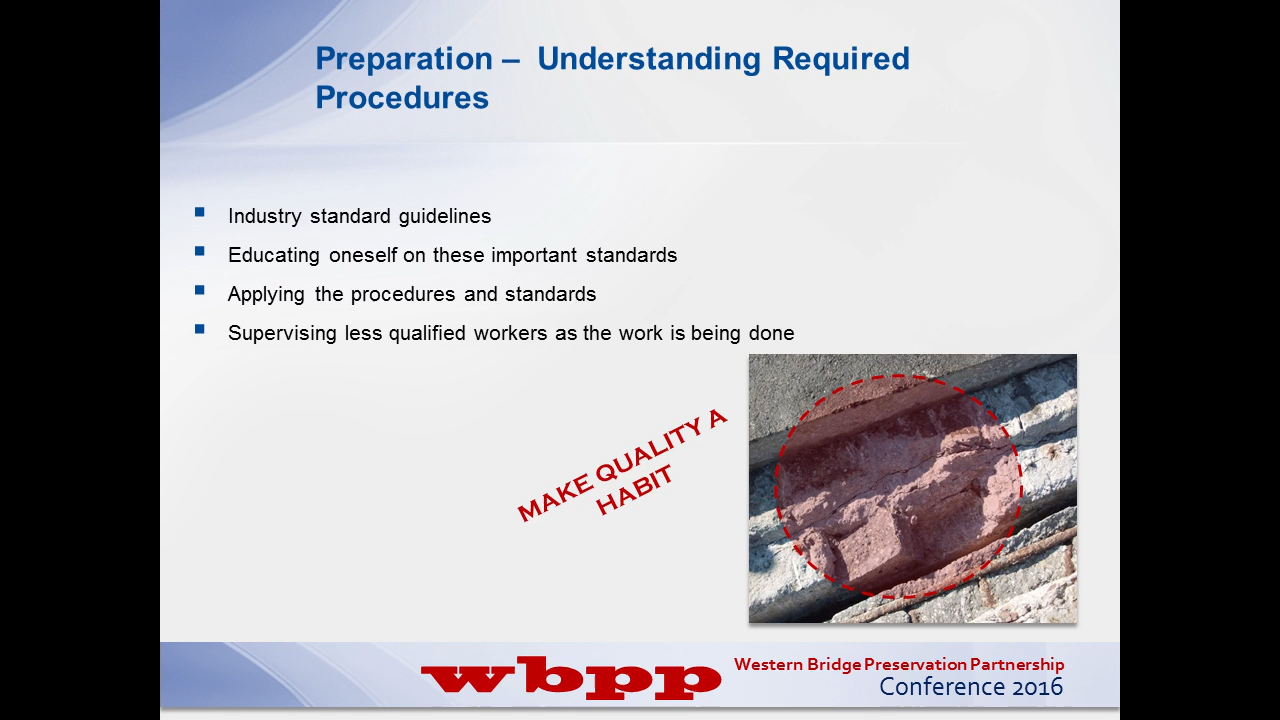 Preparation –  Understanding Required
Procedures
Industry standard guidelines
Educating oneself on these important standards
Applying the procedures and standards
Supervising less qualified workers as the work is being done
MAKE QUALITY A
HABIT
wbpp
Western Bridge Preservation Partnership
Conference 2016